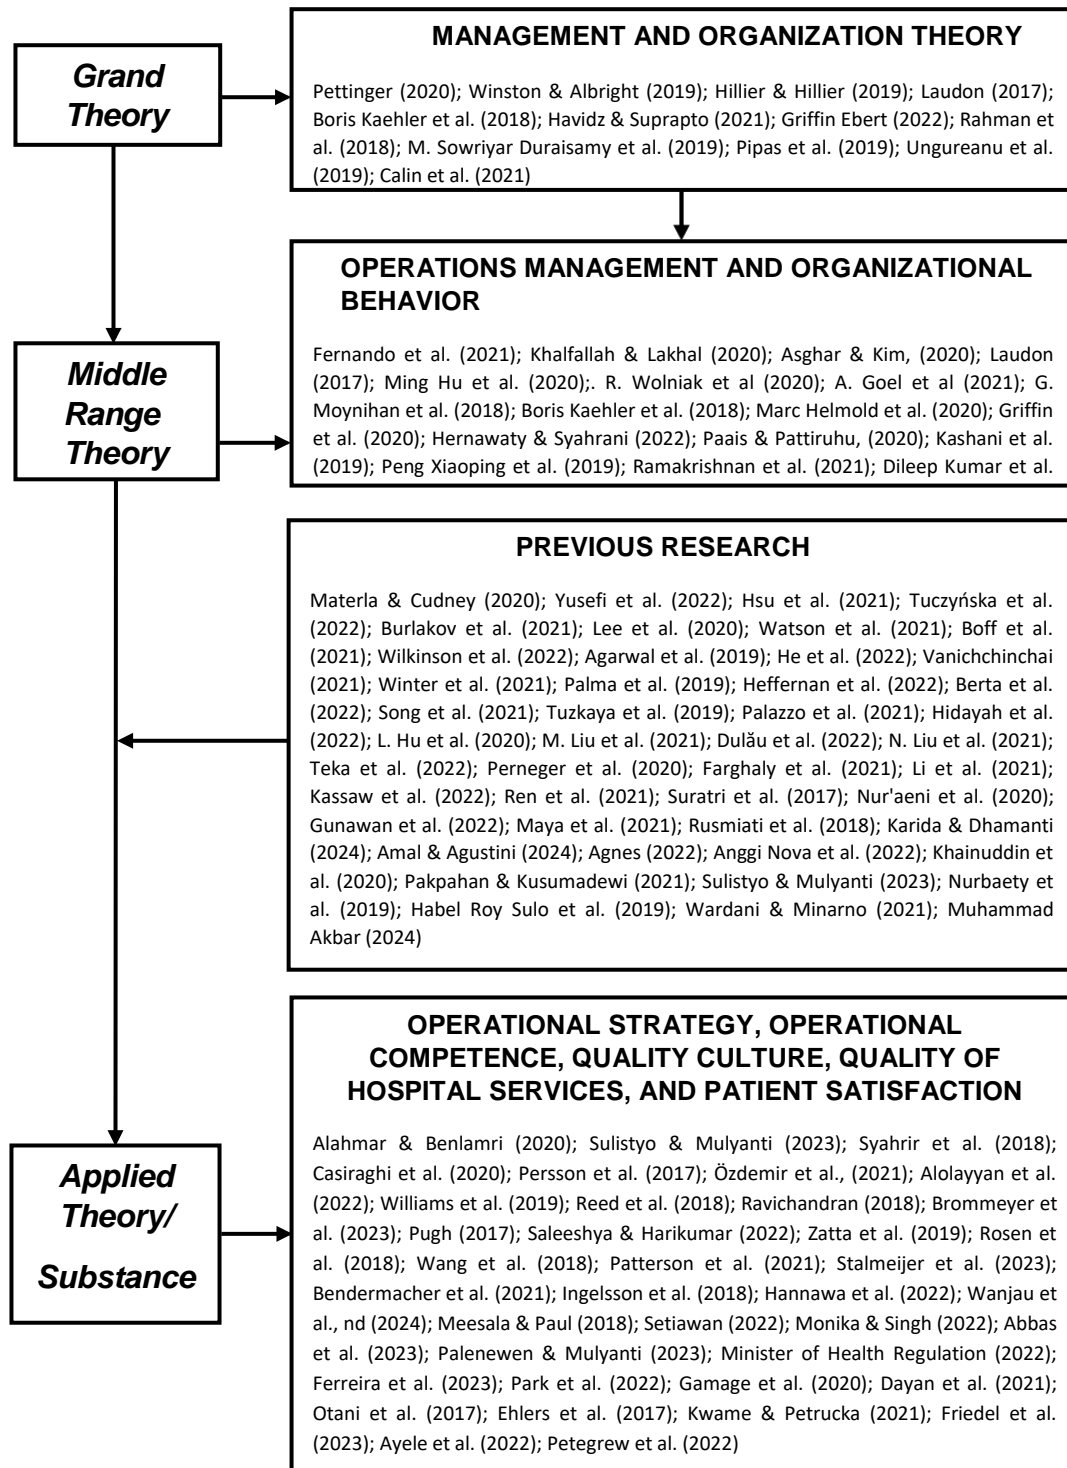 Grand
Theory
MANAGEMENT AND ORGANIZATION THEORY
Pettinger (2020); Winston & Albright (2019); Hillier & Hillier (2019); Laudon (2017);
Boris Kaehler et al. (2018); Havidz & Suprapto (2021); Griffin Ebert (2022); Rahman et
al. (2018); M. Sowriyar Duraisamy et al. (2019); Pipas et al. (2019); Ungureanu et al.
(2019); Calin et al. (2021)
Middle
Range
Theory
OPERATIONS MANAGEMENT AND ORGANIZATIONAL
BEHAVIOR
Fernando et al. (2021); Khalfallah & Lakhal (2020); Asghar & Kim, (2020); Laudon
(2017); Ming Hu et al. (2020);. R. Wolniak et al (2020); A. Goel et al (2021); G.
Moynihan et al. (2018); Boris Kaehler et al. (2018); Marc Helmold et al. (2020); Griffin
et al. (2020); Hernawaty & Syahrani (2022); Paais & Pattiruhu, (2020); Kashani et al.
(2019); Peng Xiaoping et al. (2019); Ramakrishnan et al. (2021); Dileep Kumar et al.
PREVIOUS RESEARCH
Materla & Cudney (2020); Yusefi et al. (2022); Hsu et al. (2021); Tuczyńska et al.
(2022); Burlakov et al. (2021); Lee et al. (2020); Watson et al. (2021); Boff et al.
(2021); Wilkinson et al. (2022); Agarwal et al. (2019); He et al. (2022); Vanichchinchai
(2021); Winter et al. (2021); Palma et al. (2019); Heffernan et al. (2022); Berta et al.
(2022); Song et al. (2021); Tuzkaya et al. (2019); Palazzo et al. (2021); Hidayah et al.
(2022); L. Hu et al. (2020); M. Liu et al. (2021); Dulău et al. (2022); N. Liu et al. (2021);
Teka et al. (2022); Perneger et al. (2020); Farghaly et al. (2021); Li et al. (2021);
Kassaw et al. (2022); Ren et al. (2021); Suratri et al. (2017); Nur'aeni et al. (2020);
Gunawan et al. (2022); Maya et al. (2021); Rusmiati et al. (2018); Karida & Dhamanti
(2024); Amal & Agustini (2024); Agnes (2022); Anggi Nova et al. (2022); Khainuddin et
al. (2020); Pakpahan & Kusumadewi (2021); Sulistyo & Mulyanti (2023); Nurbaety et
al. (2019); Habel Roy Sulo et al. (2019); Wardani & Minarno (2021); Muhammad
Akbar (2024)
Applied
Theory/
Substance
OPERATIONAL STRATEGY, OPERATIONAL
COMPETENCE, QUALITY CULTURE, QUALITY OF
HOSPITAL SERVICES, AND PATIENT SATISFACTION
Alahmar & Benlamri (2020); Sulistyo & Mulyanti (2023); Syahrir et al. (2018);
Casiraghi et al. (2020); Persson et al. (2017); Özdemir et al., (2021); Alolayyan et al.
(2022); Williams et al. (2019); Reed et al. (2018); Ravichandran (2018); Brommeyer et
al. (2023); Pugh (2017); Saleeshya & Harikumar (2022); Zatta et al. (2019); Rosen et
al. (2018); Wang et al. (2018); Patterson et al. (2021); Stalmeijer et al. (2023);
Bendermacher et al. (2021); Ingelsson et al. (2018); Hannawa et al. (2022); Wanjau et
al., nd (2024); Meesala & Paul (2018); Setiawan (2022); Monika & Singh (2022); Abbas
et al. (2023); Palenewen & Mulyanti (2023); Minister of Health Regulation (2022);
Ferreira et al. (2023); Park et al. (2022); Gamage et al. (2020); Dayan et al. (2021);
Otani et al. (2017); Ehlers et al. (2017); Kwame & Petrucka (2021); Friedel et al.
(2023); Ayele et al. (2022); Petegrew et al. (2022)